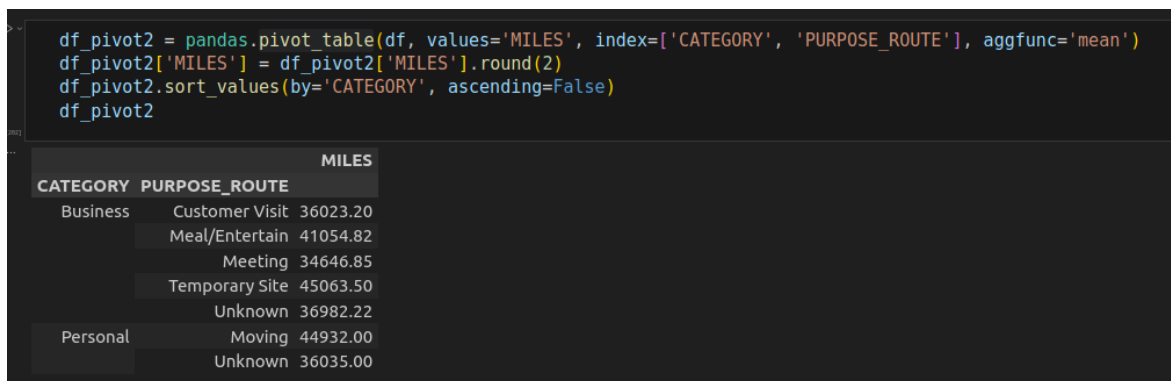 df_pivot2 = pandas.pivot_table(df, values='MILES', index=['CATEGORY', 'PURPOSE_ROUTE'], aggfunc='mean')
df_pivot2['MILES'] = df_pivot2['MILES'].round(2)
df_pivot2.sort_values(by='CATEGORY', ascending=False)
df_pivot2
MILES
CATEGORY PURPOSE_ROUTE
Business Customer Visit 36023.20
Meal/Entertain 41054.82
Meeting 34646.85
Temporary Site 45063.50
Unknown 36982.22
Personal Moving 44932.00
Unknown 36035.00